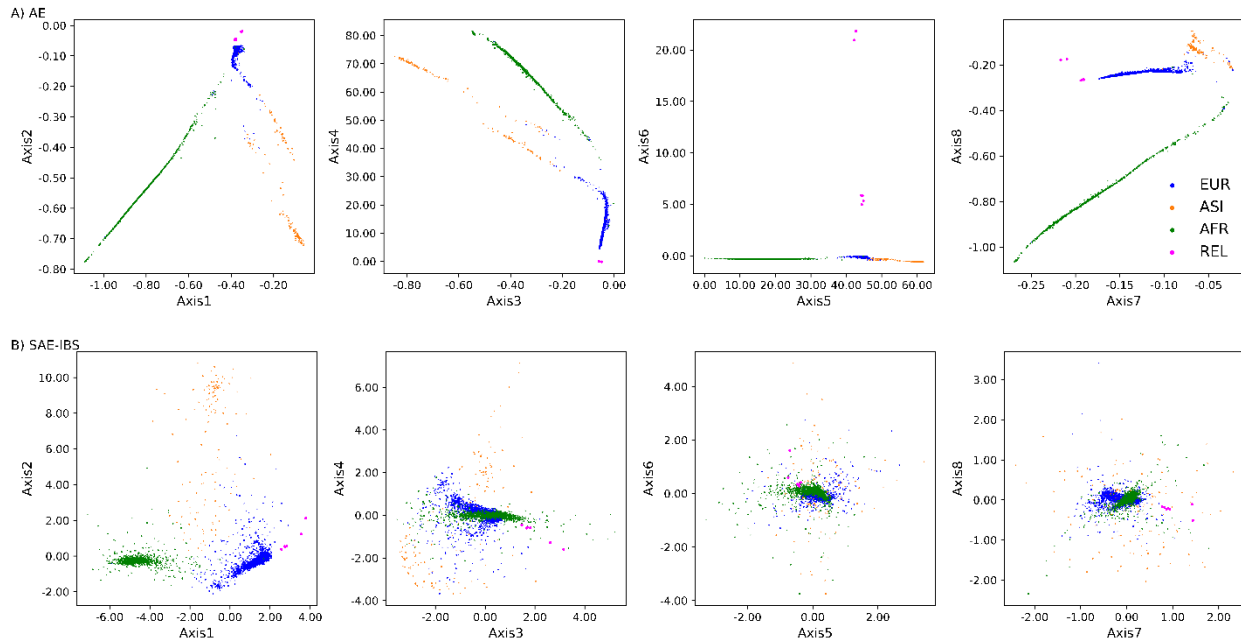 A) AE
0.00
-0.10
-0.20
-0.30
-0.40
-0.50
-0.60
-0.70
-0.80
Axis2
-1.00 -0.80 -0.60 -0.40 -0.20
Axis1
80.00
70.00
60.00
50.00
40.00
30.00
20.00
10.00
0.00
Axis4
-0.80 -0.60 -0.40 -0.20 0.00
Axis3
20.00
15.00
10.00
5.00
0.00
Axis6
0.00 10.00 20.00 30.00 40.00 50.00 60.00
Axis5
-0.20
-0.40
-0.60
-0.80
-1.00
Axis8
-0.25 -0.20 -0.15 -0.10 -0.05
Axis7
EUR
ASI
AFR
REL
B) SAE-IBS
10.00
8.00
6.00
4.00
2.00
0.00
-2.00
Axis2
-6.00 -4.00 -2.00 0.00 2.00 4.00
Axis1
6.00
4.00
2.00
0.00
-2.00
-4.00
Axis4
-2.00 0.00 2.00 4.00
Axis3
4.00
2.00
0.00
-2.00
-4.00
Axis6
-2.00 0.00 2.00
Axis5
3.00
2.00
1.00
0.00
-1.00
-2.00
Axis8
-2.00 -1.00 0.00 1.00 2.00
Axis7